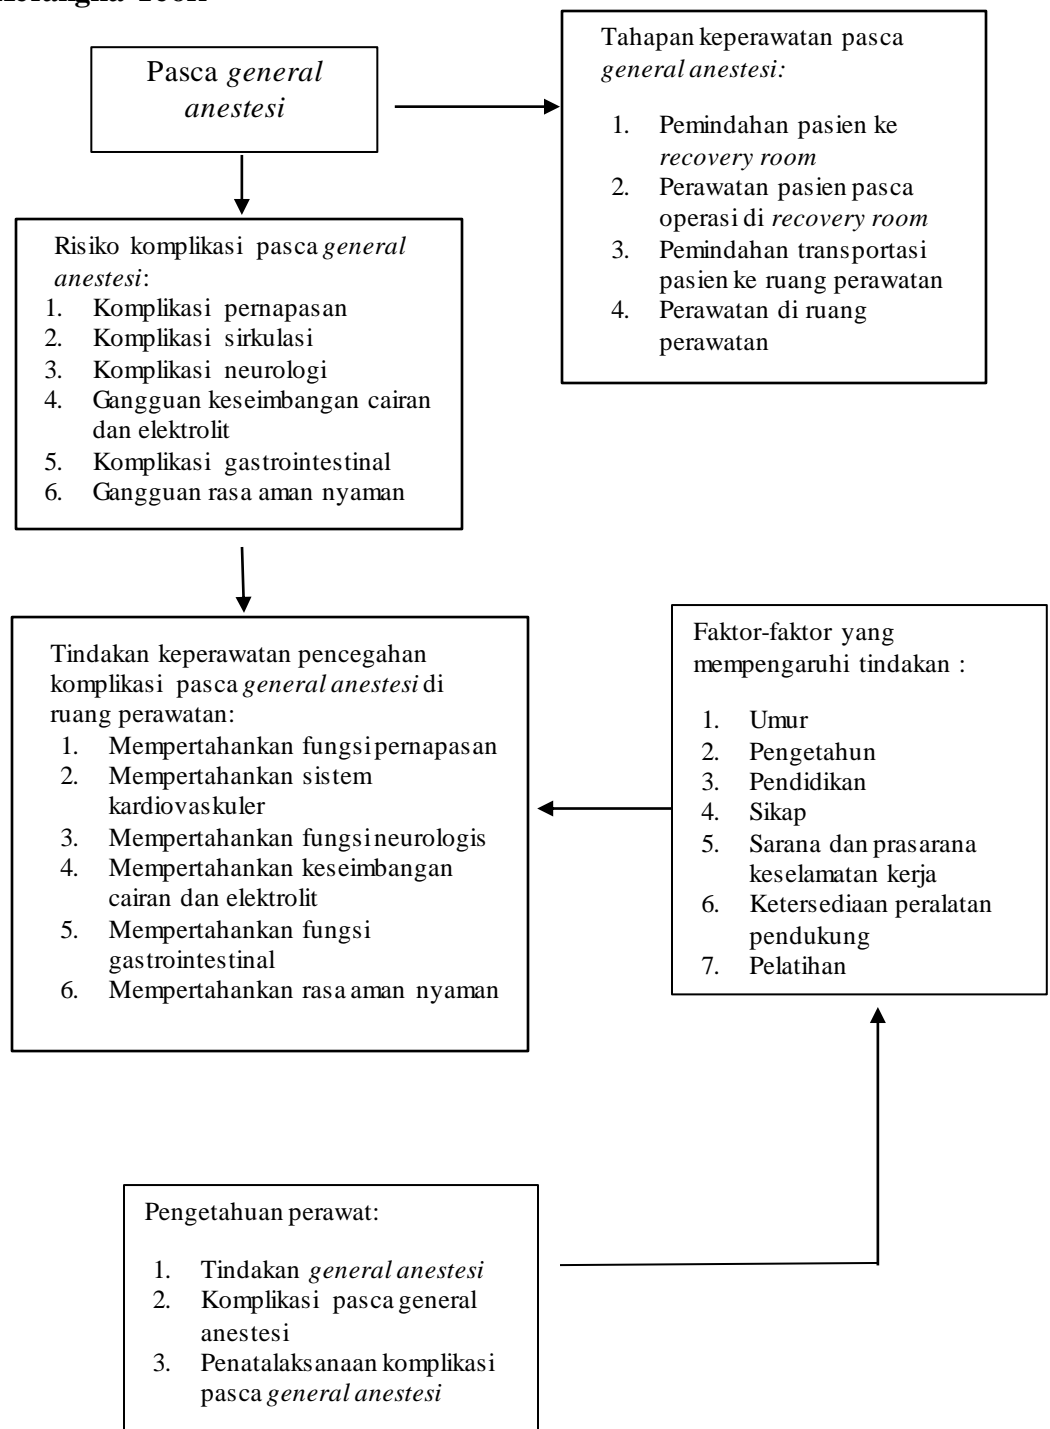 Pasca general
anestesi
Tahapan keperawatan pasca
general anestesi:
1. Pemindahan pasien ke
recovery room
2. Perawatan pasien pasca
operasi di recovery room
3. Pemindahan transportasi
pasien ke ruang perawatan
4. Perawatan di ruang
perawatan
Risiko komplikasi pasca general
anestesi:
1. Komplikasi pernapasan
2. Komplikasi sirkulasi
3. Komplikasi neurologi
4. Gangguan keseimbangan cairan
dan elektrolit
5. Komplikasi gastrointestinal
6. Gangguan rasa aman nyaman
Tindakan keperawatan pencegahan
komplikasi pasca general anestesi di
ruang perawatan:
1. Mempertahankan fungsi pernapasan
2. Mempertahankan sistem
kardiovaskuler
3. Mempertahankan fungsi neurologis
4. Mempertahankan keseimbangan
cairan dan elektrolit
5. Mempertahankan fungsi
gastrointestinal
6. Mempertahankan rasa aman nyaman
Faktor-faktor yang
mempengaruhi tindakan :
1. Umur
2. Pengetahun
3. Pendidikan
4. Sikap
5. Sarana dan prasarana
keselamatan kerja
6. Ketersediaan peralatan
pendukung
7. Pelatihan
Pengetahuan perawat:
1. Tindakan general anestesi
2. Komplikasi pasca general
anestesi
3. Penatalaksanaan komplikasi
pasca general anestesi